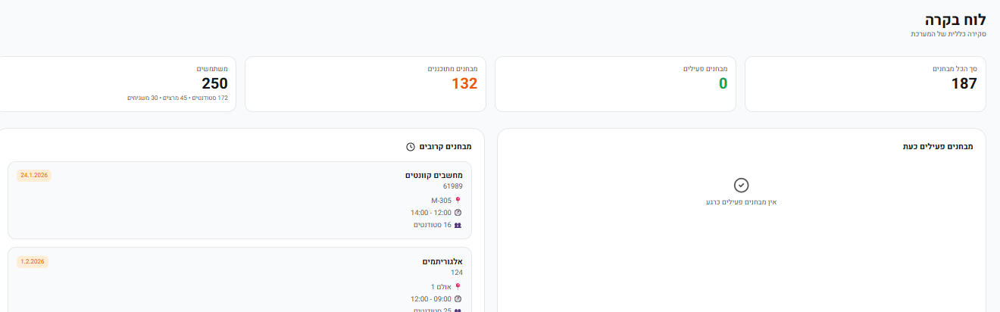 לוח בקרה
סקירה כללית של המערכת
סך הכל מבחנים
187
מבחנים פעילים
0
מבחנים מתוכננים
132
משתמשים
250
172 סטודנטים • 45 מרצים • 30 משגיחים
מבחנים פעילים כעת
אין מבחנים פעילים כרגע
מבחנים קרובים
מחשבים קוונטים
24.1.2026
61989
M-305
12:00 - 14:00
16 סטודנטים
אלגוריתמים
1.2.2026
124
אולם 1
09:00 - 12:00
25 סטודנטים